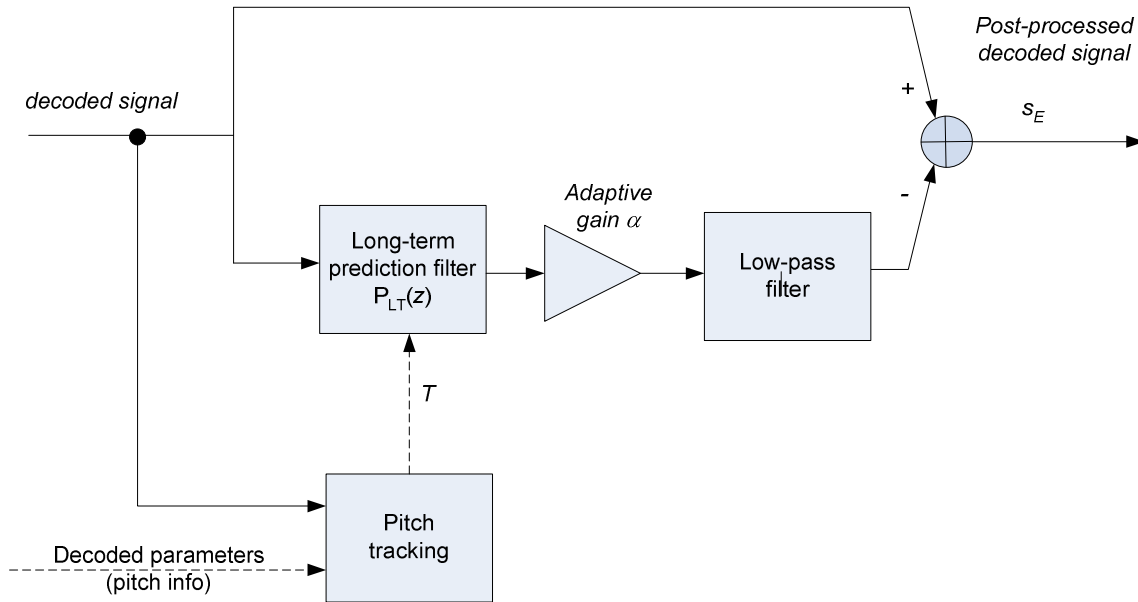 Post-processed
decoded signal
decoded signal
+
s_E
Adaptive
gain α
-
Long-term
prediction filter
P_LT(z)
Low-pass
filter
T
Pitch
tracking
Decoded parameters
(pitch info)